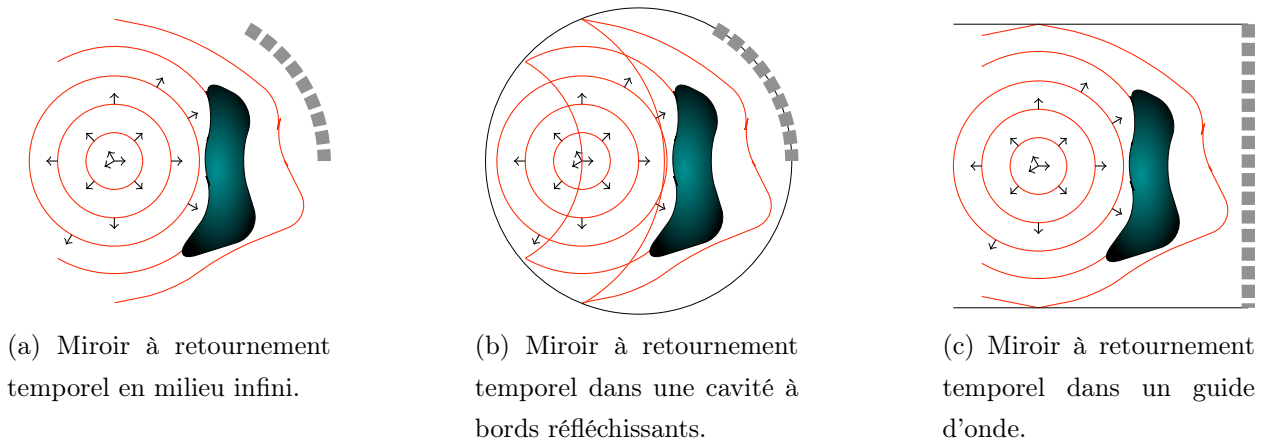 (a) Miroir à retournement
temporel en milieu infini.
(b) Miroir à retournement
temporel dans une cavité à
bords réfléchissants.
(c) Miroir à retournement
temporel dans un guide
d'onde.